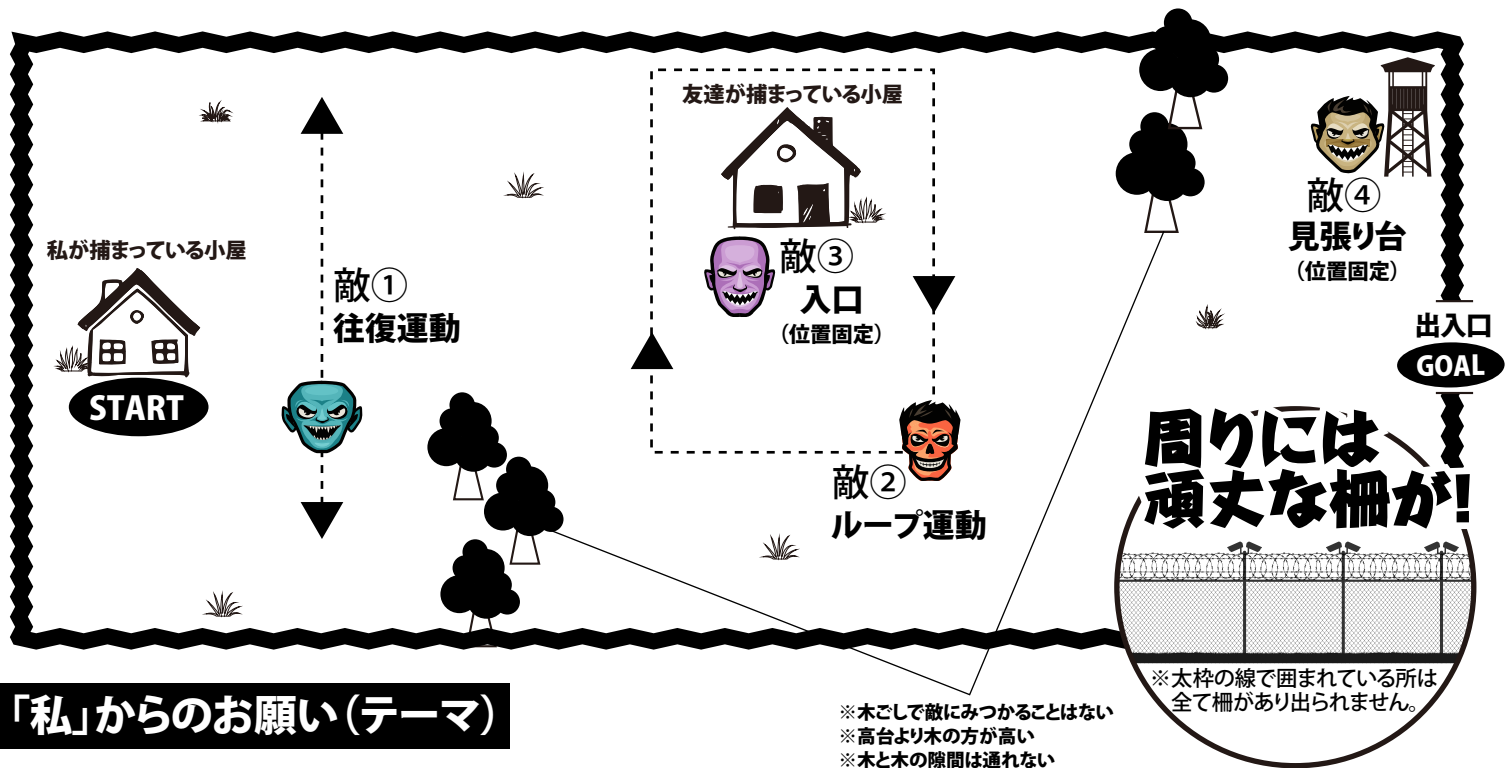 友達が捕まっている小屋
私が捕まっている小屋
START
敵①
往復運動
敵③
入口
(位置固定)
敵②
ループ運動
敵④
見張り台
(位置固定)
出入口
GOAL
周りには
頑丈な柵が!
※太枠の線で囲まれている所は
全て柵があり出られません。
「私」からのお願い(テーマ)
※木ごしで敵にみつかることはない
※高台より木の方が高い
※木と木の隙間は通れない